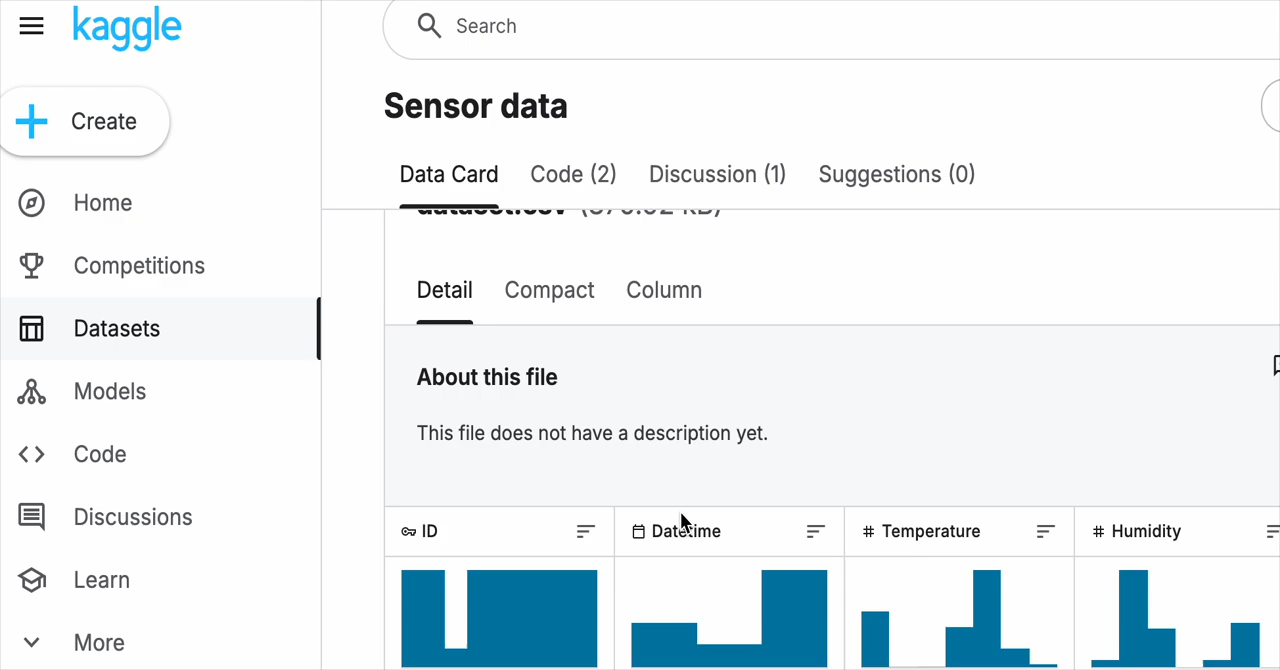 kaggle
Search
Create
Sensor data
Data Card
Code (2)
Discussion (1)
Suggestions (0)
Home
Competitions
Datasets
Models
Code
Discussions
Learn
More
Detail
Compact
Column
About this file
This file does not have a description yet.
ID
Datetime
# Temperature
# Humidity